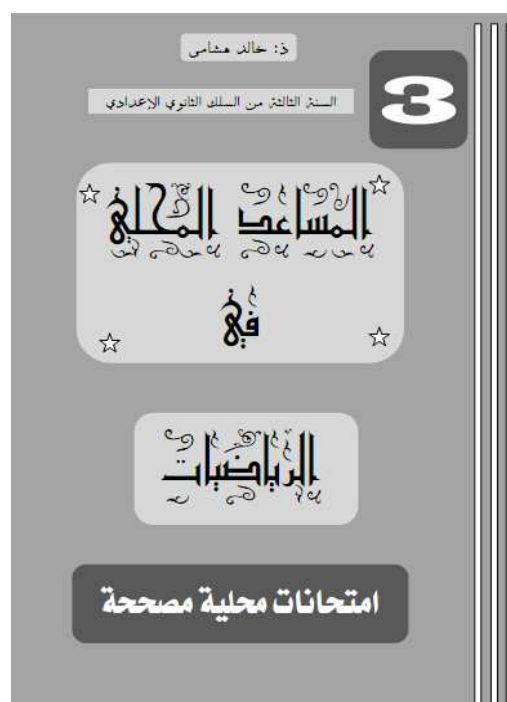 ذ: خالد هشامي
3
السنة الثالثة من السلك الثانوي الإعدادي
المساعد المحلي
في
الرياضيات
امتحانات محلية مصححة